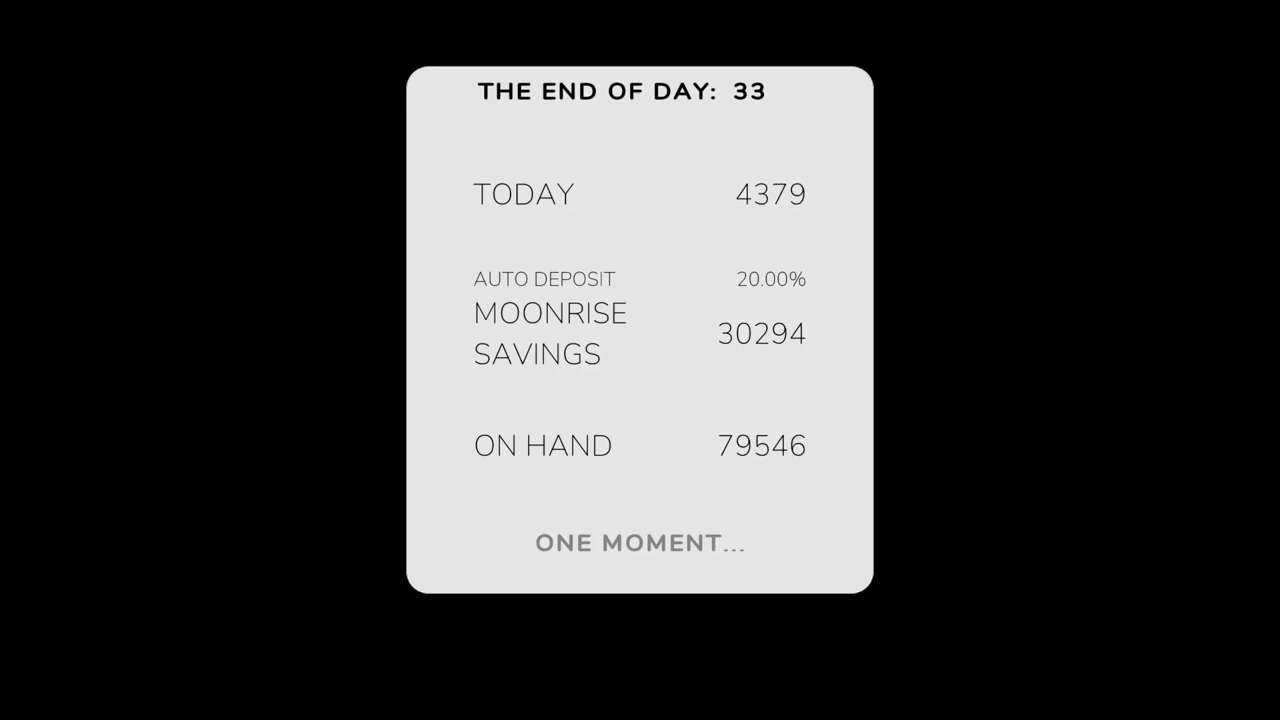 THE END OF DAY: 33
TODAY 4379
AUTO DEPOSIT 20.00%
MOONRISE
SAVINGS 30294
ON HAND 79546
ONE MOMENT...